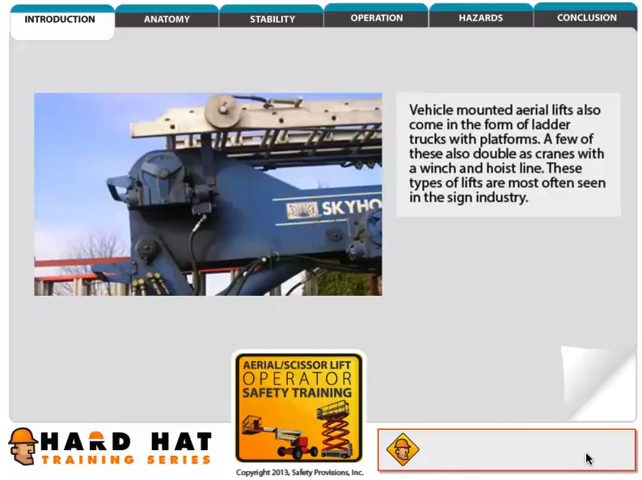 INTRODUCTION
ANATOMY
STABILITY
OPERATION
HAZARDS
CONCLUSION
SKYHO
Vehicle mounted aerial lifts also
come in the form of ladder
trucks with platforms. A few of
these also double as cranes with
a winch and hoist line. These
types of lifts are most often seen
in the sign industry.
AERIAL/SCISSOR LIFT
OPERATOR
SAFETY TRAINING
HARD HAT
TRAINING SERIES
Copyright 2013, Safety Provisions, Inc.